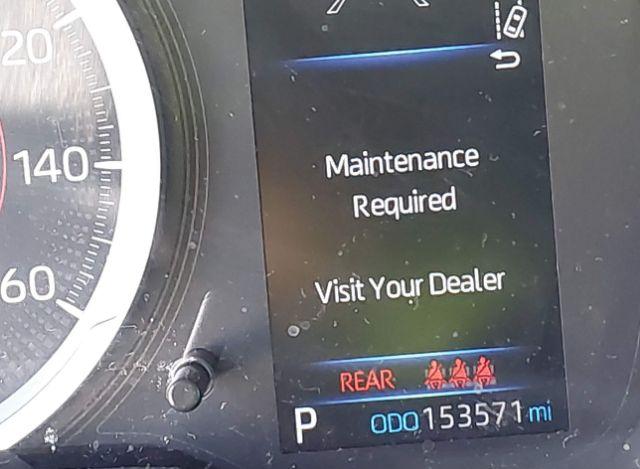 20
140
60
Maintenance
Required
Visit Your Dealer
REAR
P ODO 153571 mi